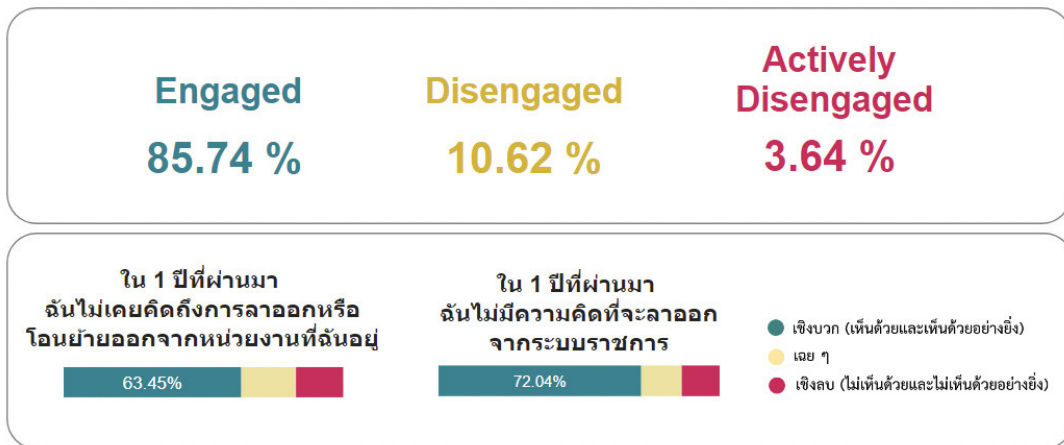 Engaged
85.74 %
Disengaged
10.62 %
Actively
Disengaged
3.64 %
ใน 1 ปีที่ผ่านมา
ฉันไม่เคยคิดถึงการลาออกหรือ
โอนย้ายออกจากหน่วยงานที่ฉันอยู่
63.45%
ใน 1 ปีที่ผ่านมา
ฉันไม่มีความคิดที่จะลาออก
จากระบบราชการ
72.04%
เชิงบวก (เห็นด้วยและเห็นด้วยอย่างยิ่ง)
เฉย ๆ
เชิงลบ (ไม่เห็นด้วยและไม่เห็นด้วยอย่างยิ่ง)